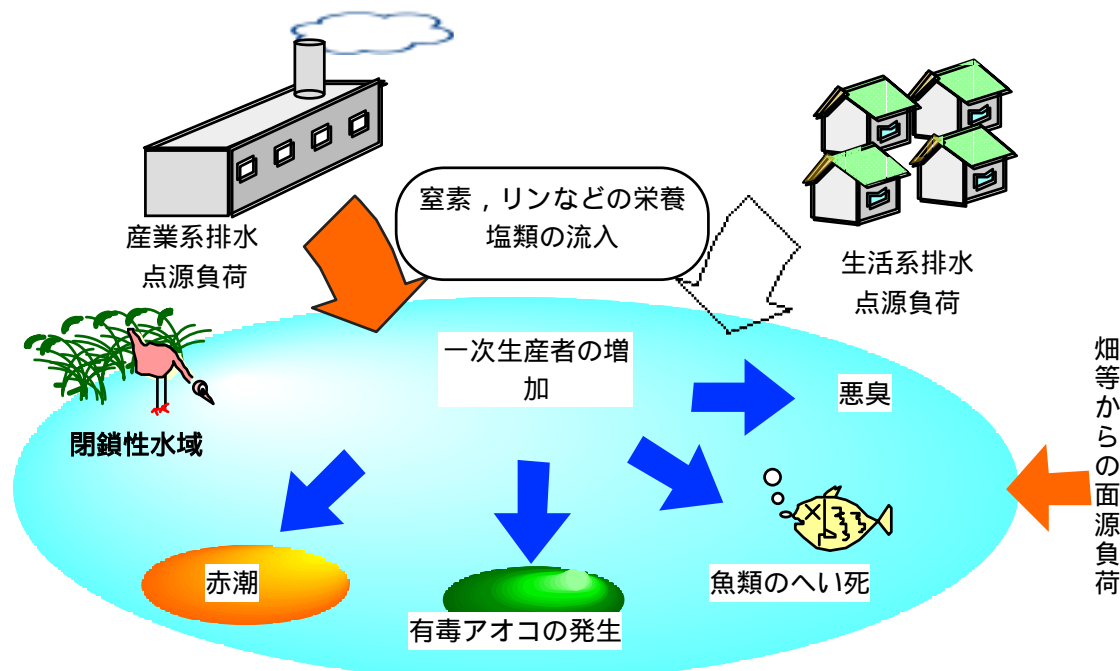 窒素，リンなどの栄養
塩類の流入
産業系排水
点源負荷
生活系排水
点源負荷
一次生産者の増
加
悪臭
閉鎖性水域
畑等からの面源負荷
赤潮
有毒アオコの発生
魚類のへい死